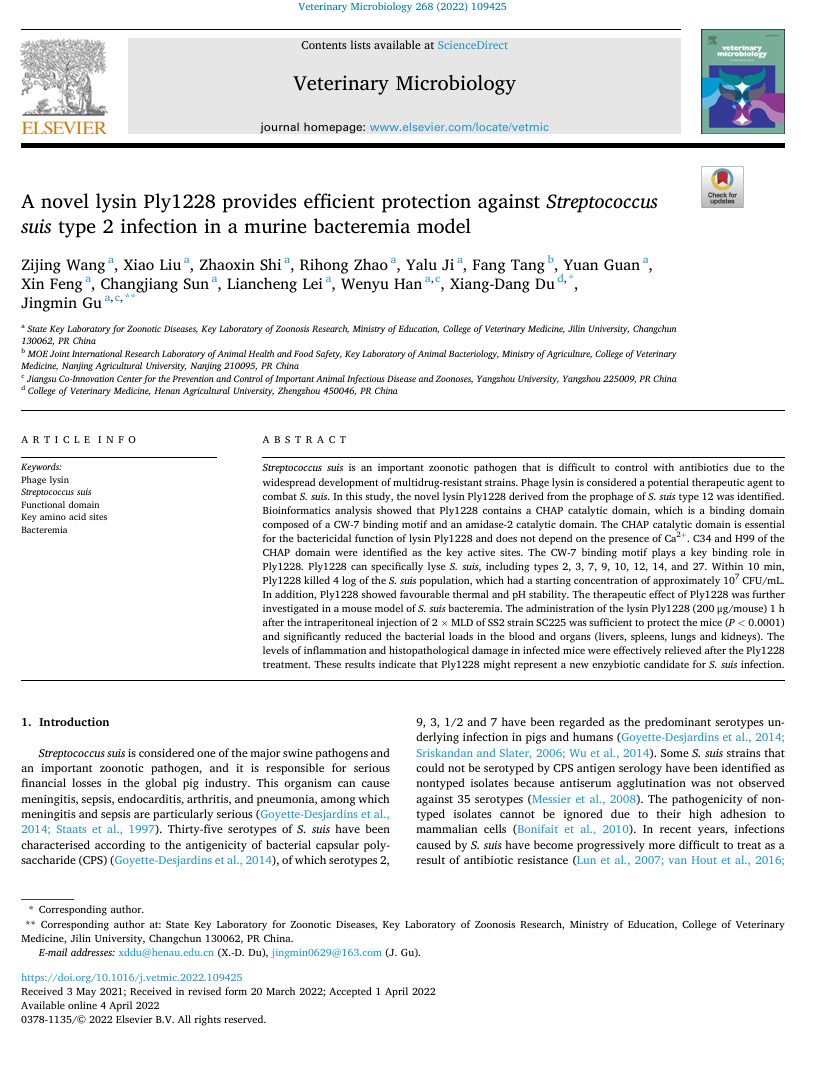 Veterinary Microbiology 268 (2022) 109425
Contents lists available at ScienceDirect
Veterinary Microbiology
journal homepage: www.elsevier.com/locate/vetmic
ELSEVIER
veterinary
microbiology
Check for
updates
A novel lysin Ply1228 provides efficient protection against Streptococcus
suis type 2 infection in a murine bacteremia model
Zijing Wang a, Xiao Liu a, Zhaoxin Shi a, Rihong Zhao a, Yalu Ji a, Fang Tang b, Yuan Guan a,
Xin Feng a, Changjiang Sun a, Liancheng Lei a, Wenyu Han a,c, Xiang-Dang Du d,*,
Jingmin Gu a,c,**
a State Key Laboratory for Zoonotic Diseases, Key Laboratory of Zoonosis Research, Ministry of Education, College of Veterinary Medicine, Jilin University, Changchun
130062, PR China
b MOE Joint International Research Laboratory of Animal Health and Food Safety, Key Laboratory of Animal Bacteriology, Ministry of Agriculture, College of Veterinary
Medicine, Nanjing Agricultural University, Nanjing 210095, PR China
c Jiangsu Co-Innovation Center for the Prevention and Control of Important Animal Infectious Disease and Zoonoses, Yangzhou University, Yangzhou 225009, PR China
d College of Veterinary Medicine, Henan Agricultural University, Zhengzhou 450046, PR China
ARTICLE INFO
Keywords:
Phage lysin
Streptococcus suis
Functional domain
Key amino acid sites
Bacteremia
ABSTRACT
Streptococcus suis is an important zoonotic pathogen that is difficult to control with antibiotics due to the
widespread development of multidrug-resistant strains. Phage lysin is considered a potential therapeutic agent to
combat S. suis. In this study, the novel lysin Ply1228 derived from the prophage of S. suis type 12 was identified.
Bioinformatics analysis showed that Ply1228 contains a CHAP catalytic domain, which is a binding domain
composed of a CW-7 binding motif and an amidase-2 catalytic domain. The CHAP catalytic domain is essential
for the bactericidal function of lysin Ply1228 and does not depend on the presence of Ca2+. C34 and H99 of the
CHAP domain were identified as the key active sites. The CW-7 binding motif plays a key binding role in
Ply1228. Ply1228 can specifically lyse S. suis, including types 2, 3, 7, 9, 10, 12, 14, and 27. Within 10 min,
Ply1228 killed 4 log of the S. suis population, which had a starting concentration of approximately 10^7 CFU/mL.
In addition, Ply1228 showed favourable thermal and pH stability. The therapeutic effect of Ply1228 was further
investigated in a mouse model of S. suis bacteremia. The administration of the lysin Ply1228 (200 μg/mouse) 1 h
after the intraperitoneal injection of 2 × MLD of SS2 strain SC225 was sufficient to protect the mice (P < 0.0001)
and significantly reduced the bacterial loads in the blood and organs (livers, spleens, lungs and kidneys). The
levels of inflammation and histopathological damage in infected mice were effectively relieved after the Ply1228
treatment. These results indicate that Ply1228 might represent a new enzybiotic candidate for S. suis infection.
1. Introduction
Streptococcus suis is considered one of the major swine pathogens and
an important zoonotic pathogen, and it is responsible for serious
financial losses in the global pig industry. This organism can cause
meningitis, sepsis, endocarditis, arthritis, and pneumonia, among which
meningitis and sepsis are particularly serious (Goyette-Desjardins et al.,
2014; Staats et al., 1997). Thirty-five serotypes of S. suis have been
characterised according to the antigenicity of bacterial capsular poly-
saccharide (CPS) (Goyette-Desjardins et al., 2014), of which serotypes 2,
9, 3, 1/2 and 7 have been regarded as the predominant serotypes un-
derlying infection in pigs and humans (Goyette-Desjardins et al., 2014;
Sriskandan and Slater, 2006; Wu et al., 2014). Some S. suis strains that
could not be serotyped by CPS antigen serology have been identified as
nontyped isolates because antiserum agglutination was not observed
against 35 serotypes (Messier et al., 2008). The pathogenicity of non-
typed isolates cannot be ignored due to their high adhesion to
mammalian cells (Bonifait et al., 2010). In recent years, infections
caused by S. suis have become progressively more difficult to treat as a
result of antibiotic resistance (Lun et al., 2007; van Hout et al., 2016;
* Corresponding author.
** Corresponding author at: State Key Laboratory for Zoonotic Diseases, Key Laboratory of Zoonosis Research, Ministry of Education, College of Veterinary
Medicine, Jilin University, Changchun 130062, PR China.
E-mail addresses: xddu@henau.edu.cn (X.-D. Du), jingmin0629@163.com (J. Gu).
https://doi.org/10.1016/j.vetmic.2022.109425
Received 3 May 2021; Received in revised form 20 March 2022; Accepted 1 April 2022
Available online 4 April 2022
0378-1135/© 2022 Elsevier B.V. All rights reserved.